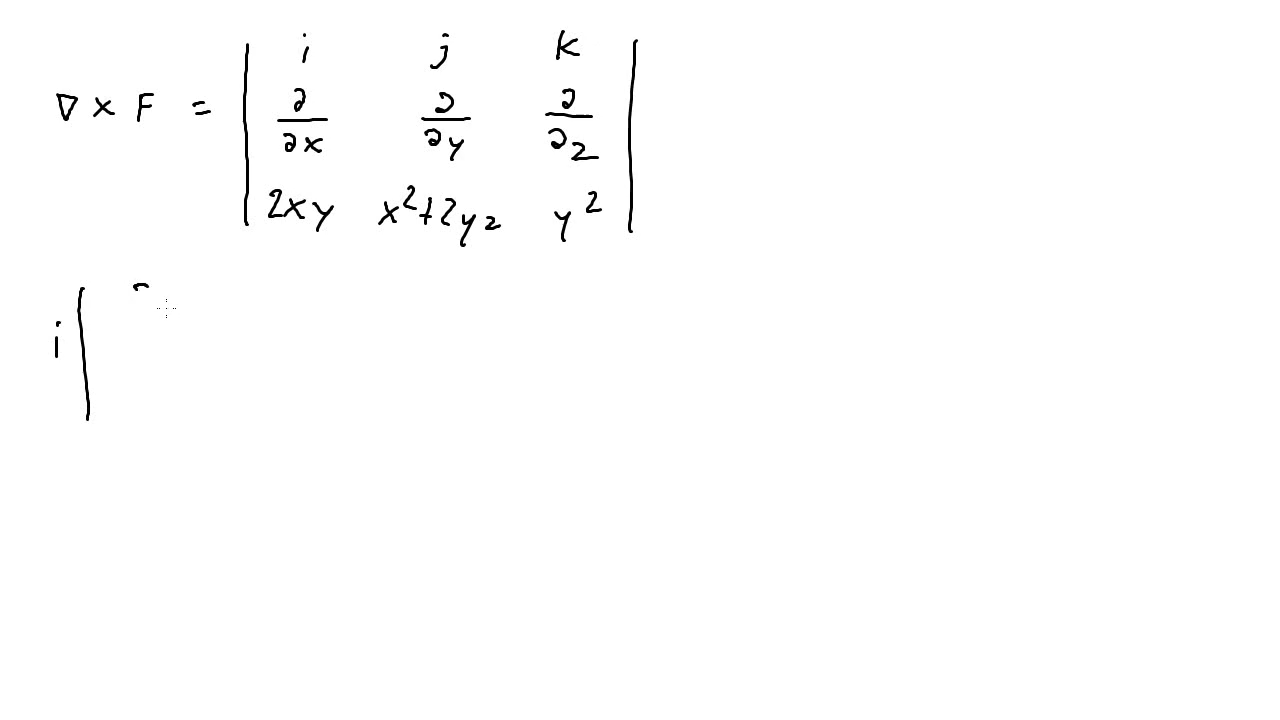 i j k
∇ × F = | ∂/∂x ∂/∂y ∂/∂z |
2xy x²+2yz y²
i |